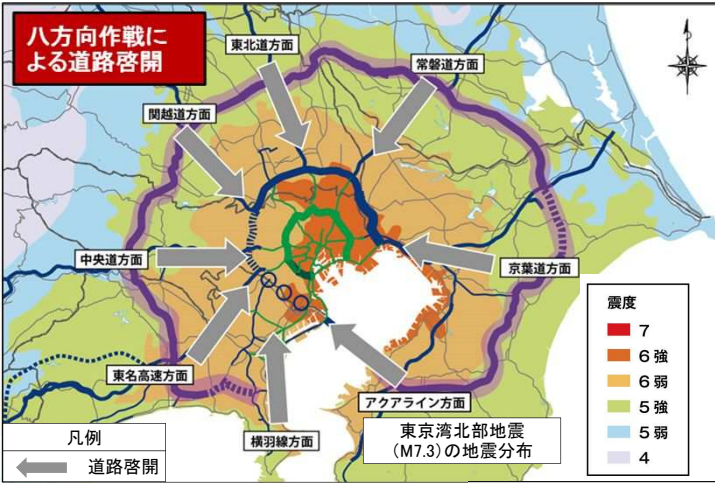 八方向作戦に
よる道路啓開
東北道方面
常磐道方面
関越道方面
中央道方面
京葉道方面
東名高速方面
アクアライン方面
横羽線方面
東京湾北部地震
(M7.3)の地震分布
凡例
道路啓開
震度
7
6強
6弱
5強
5弱
4